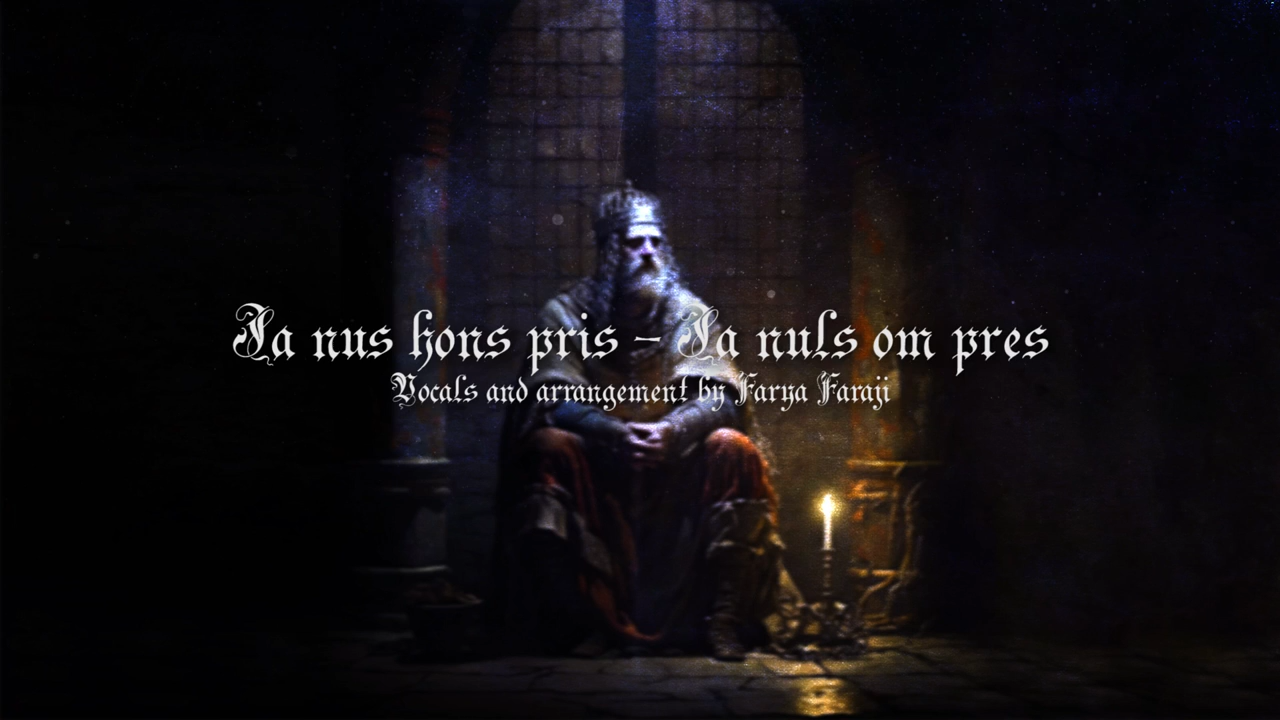 Ja nus hons pris – Ja nuls om pres
Vocals and arrangement by Farya Faraji